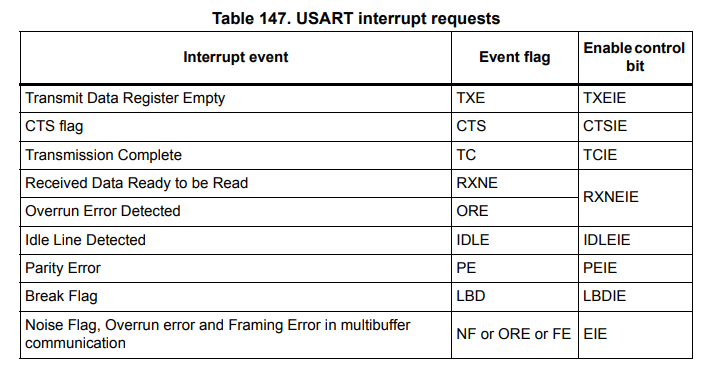 Table 147. USART interrupt requests
Interrupt event Event flag Enable control bit
Transmit Data Register Empty TXE TXEIE
CTS flag CTS CTSIE
Transmission Complete TC TCIE
Received Data Ready to be Read RXNE RXNEIE
Overrun Error Detected ORE
Idle Line Detected IDLE IDLEIE
Parity Error PE PEIE
Break Flag LBD LBDIE
Noise Flag, Overrun error and Framing Error in multibuffer
communication NF or ORE or FE EIE